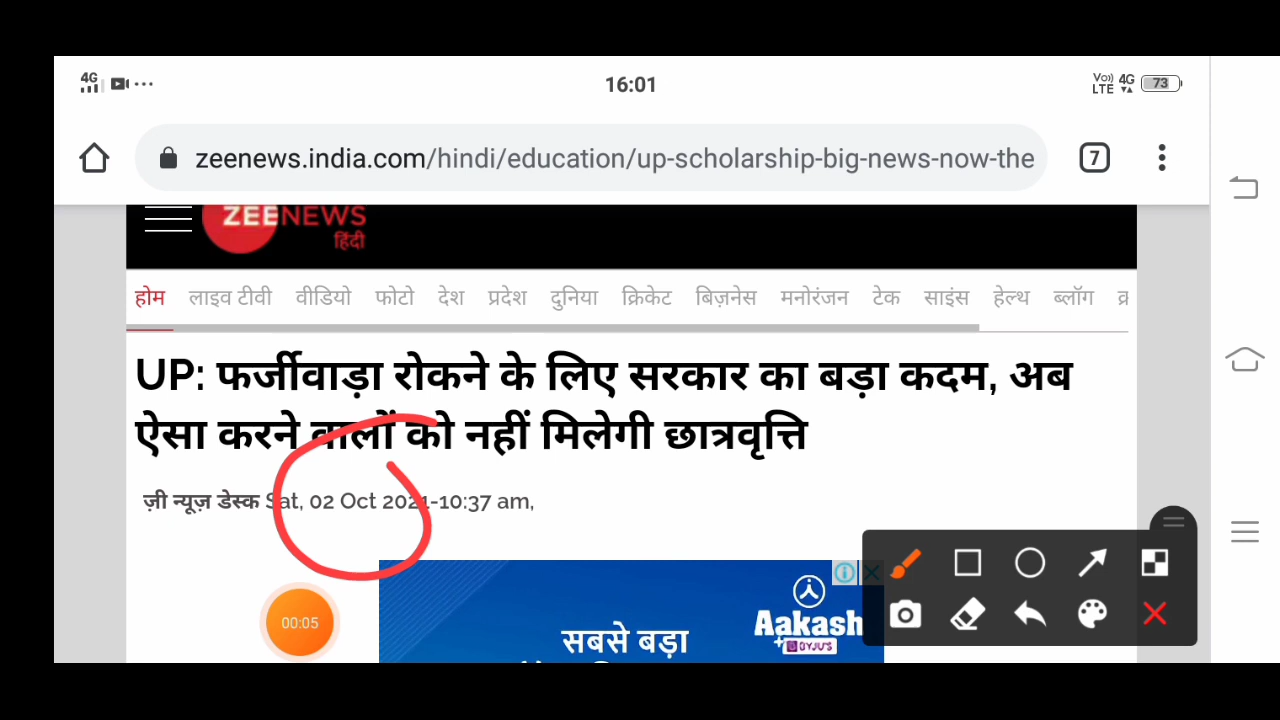 4G
16:01
Vo) 4G
LTE
73
zeenews.india.com/hindi/education/up-scholarship-big-news-now-the
7
ZEENEWS
हिंदी
होम लाइव टीवी वीडियो फोटो देश प्रदेश दुनिया क्रिकेट बिज़नेस मनोरंजन टेक साइंस हेल्थ ब्लॉग
UP: फर्जीवाड़ा रोकने के लिए सरकार का बड़ा कदम, अब
ऐसा करने वालों को नहीं मिलेगी छात्रवृत्ति
ज़ी न्यूज़ डेस्क Sat, 02 Oct 2021-10:37 am,
00:05
सबसे बड़ा
Aakash
BYJU'S